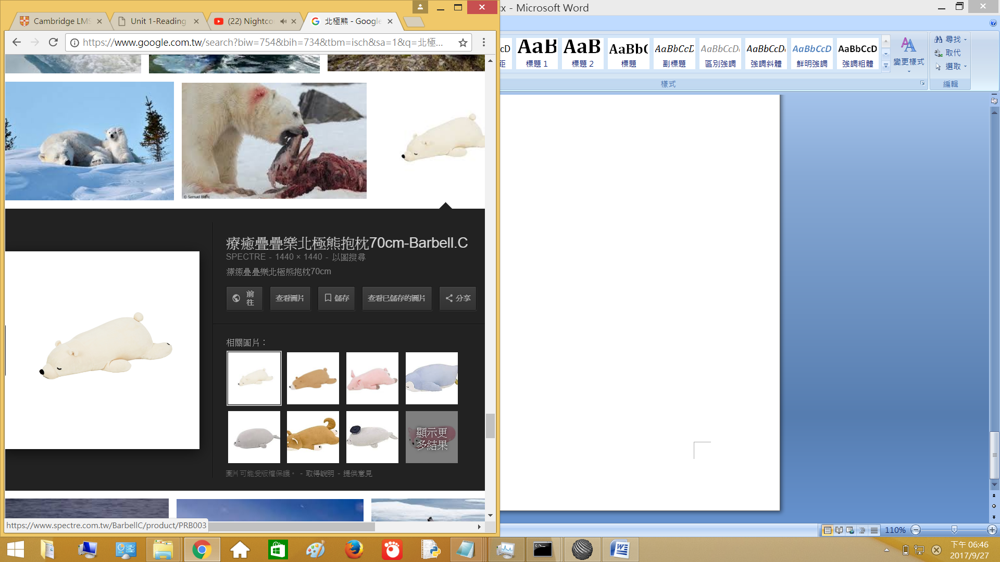 cx - Microsoft Word
Cambridge LMS
Unit 1-Reading
(22) Nightco
北極熊 - Google
https://www.google.com.tw/search?biw=754&bih=734&tbm=isch&sa=1&q=北極...
CcD
距
AaB
標題 1
AaB
標題 2
AaBb(
標題
AaBbCcD
副標題
AaBbCcD
區別強調
AaBbCcD
強調斜體
AaBbCcD
鮮明強調
AaBbCcD
強調粗體
變更樣式
尋找
取代
選取
樣式
編輯
© Samuel Blanc
療癒疊疊樂北極熊抱枕70cm-Barbell.C
SPECTRE - 1440 × 1440 - 以圖搜尋
療癒疊疊樂北極熊抱枕70cm
前往
查看圖片
儲存
查看已儲存的圖片
分享
相關圖片：
顯示更
多結果
圖片可能受版權保護。 - 取得說明 - 提供意見
https://www.spectre.com.tw/BarbellC/product/PRB003
110%
下午 06:46
2017/9/27